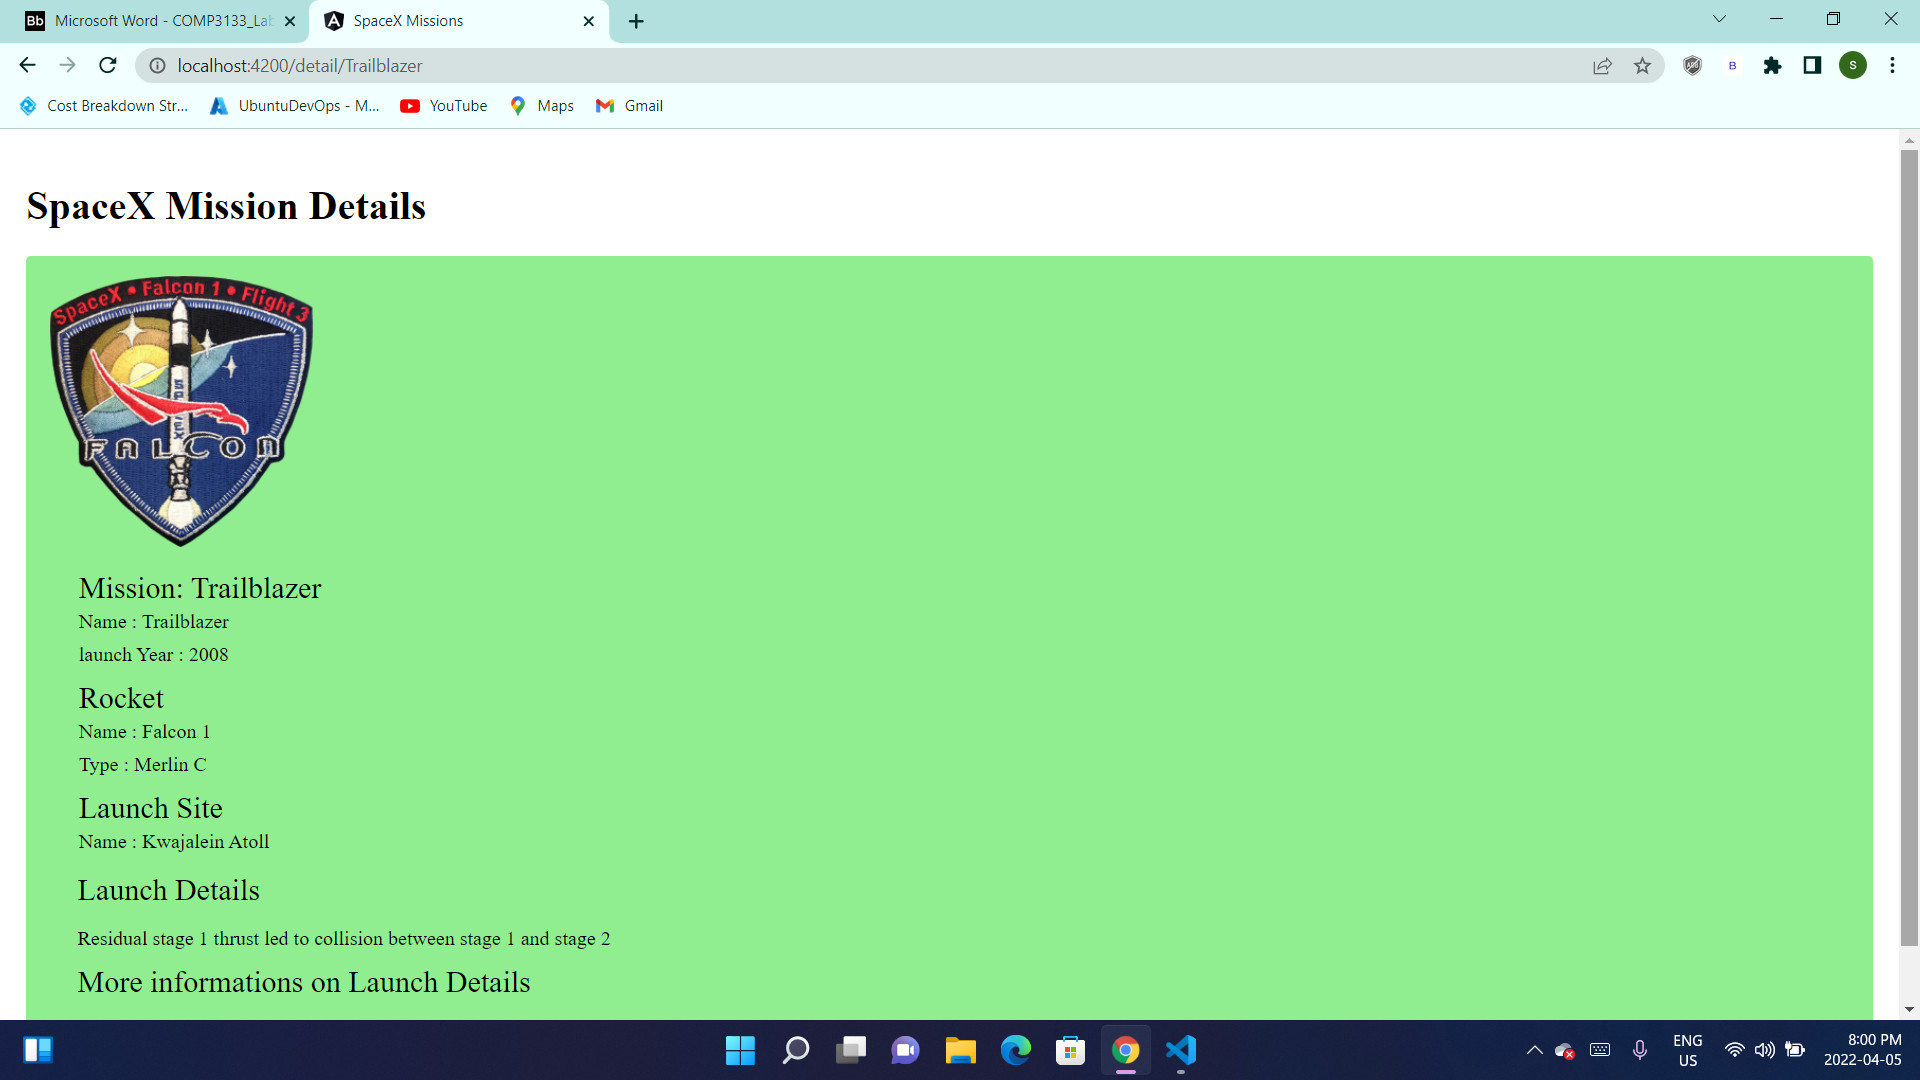 Bb Microsoft Word - COMP3133_Lab
SpaceX Missions
localhost:4200/detail/Trailblazer
B
S
Cost Breakdown Str...
UbuntuDevOps - M...
YouTube
Maps
Gmail
SpaceX Mission Details
SpaceX • Falcon 1 • Flight 3
SPACEX
FALCON
Mission: Trailblazer
Name : Trailblazer
launch Year : 2008
Rocket
Name : Falcon 1
Type : Merlin C
Launch Site
Name : Kwajalein Atoll
Launch Details
Residual stage 1 thrust led to collision between stage 1 and stage 2
More informations on Launch Details
ENG
US
8:00 PM
2022-04-05